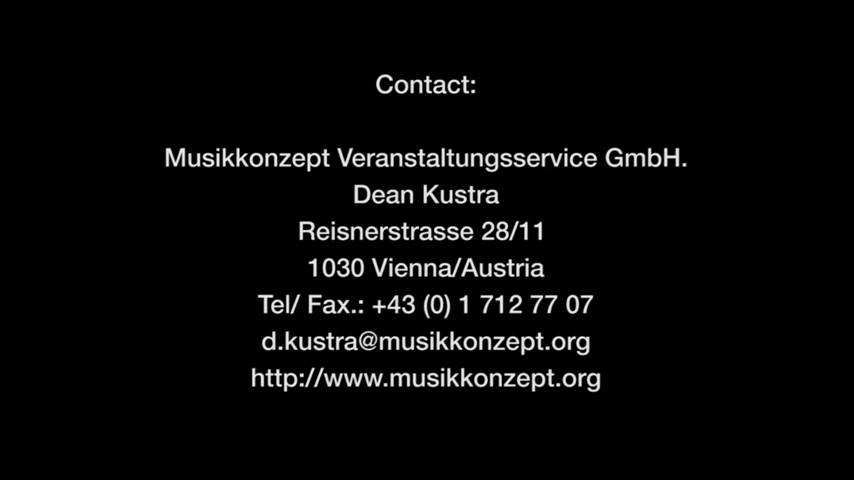 Contact:
Musikkonzept Veranstaltungsservice GmbH.
Dean Kustra
Reisnerstrasse 28/11
1030 Vienna/Austria
Tel/ Fax.: +43 (0) 1 712 77 07
d.kustra@musikkonzept.org
http://www.musikkonzept.org